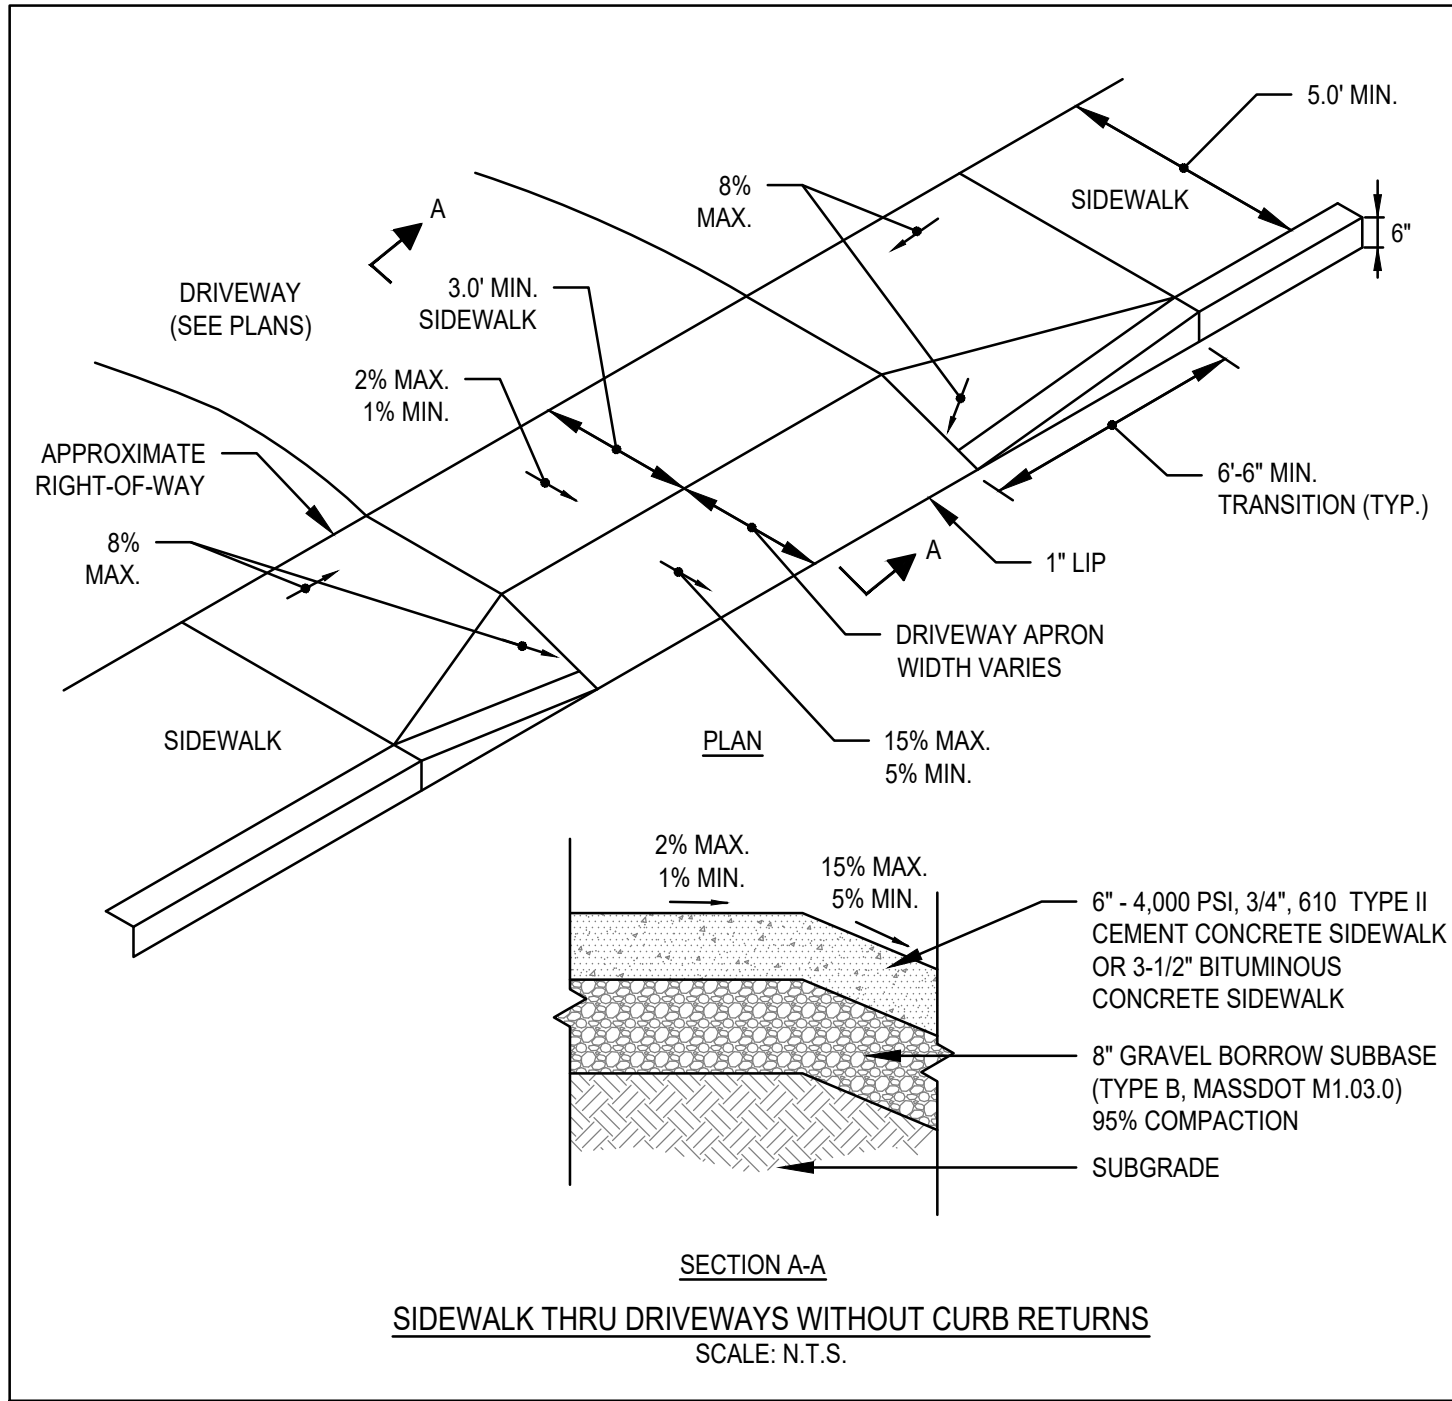 5.0' MIN.
8%
MAX.
SIDEWALK
6"
A
DRIVEWAY
(SEE PLANS)
3.0' MIN.
SIDEWALK
2% MAX.
1% MIN.
APPROXIMATE
RIGHT-OF-WAY
6'-6" MIN.
TRANSITION (TYP.)
8%
MAX.
A
1" LIP
DRIVEWAY APRON
WIDTH VARIES
SIDEWALK
PLAN
15% MAX.
5% MIN.
2% MAX.
1% MIN.
15% MAX.
5% MIN.
6" - 4,000 PSI, 3/4", 610 TYPE II
CEMENT CONCRETE SIDEWALK
OR 3-1/2" BITUMINOUS
CONCRETE SIDEWALK
8" GRAVEL BORROW SUBBASE
(TYPE B, MASSDOT M1.03.0)
95% COMPACTION
SUBGRADE
SECTION A-A
SIDEWALK THRU DRIVEWAYS WITHOUT CURB RETURNS
SCALE: N.T.S.